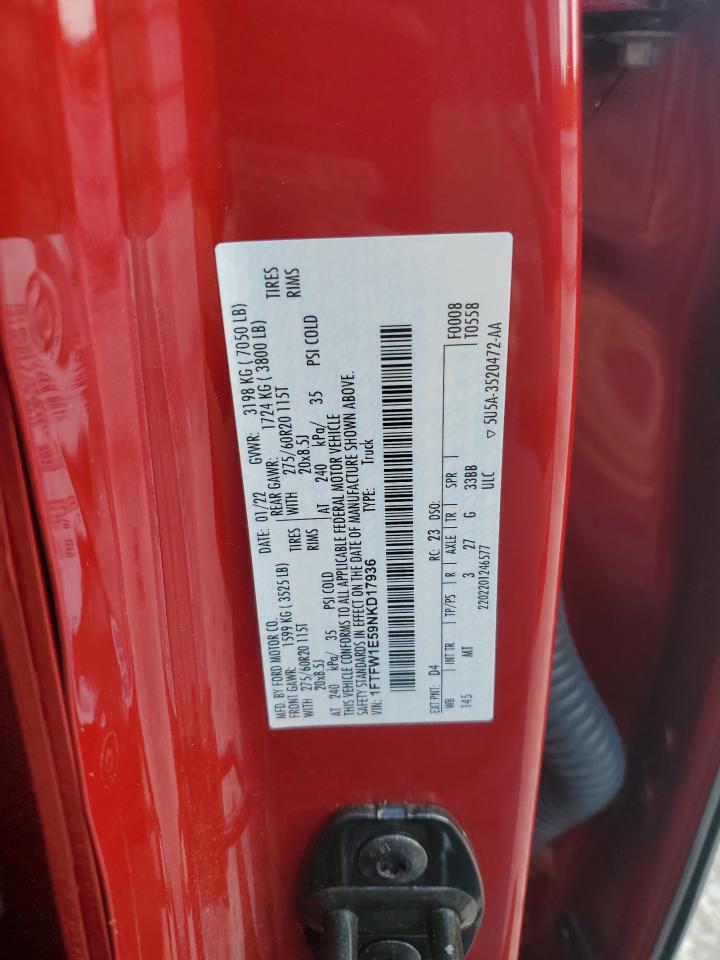 MFD. BY FORD MOTOR CO.
DATE: 01/22 GVWR: 3198 KG ( 7050 LB)
FRONT GAWR: 1599 KG ( 3525 LB) REAR GAWR: 1724 KG ( 3800 LB)
WITH 275/60R20 115T TIRES WITH 275/60R20 115T TIRES
20x8.5J RIMS 20x8.5J RIMS
AT 240 kPa/ 35 PSI COLD AT 240 kPa/ 35 PSI COLD
THIS VEHICLE CONFORMS TO ALL APPLICABLE FEDERAL MOTOR VEHICLE
SAFETY STANDARDS IN EFFECT ON THE DATE OF MANUFACTURE SHOWN ABOVE.
VIN: 1FTFW1E59NKD17936 TYPE: Truck
EXT PNT: D4 RC: 23 DSO: F0008
WB INT TR TP/PS R AXLE TR SPR T0558
145 MT 3 27 G 33BB
2202201246577 ULC ▽ 5U5A-3520472-AA